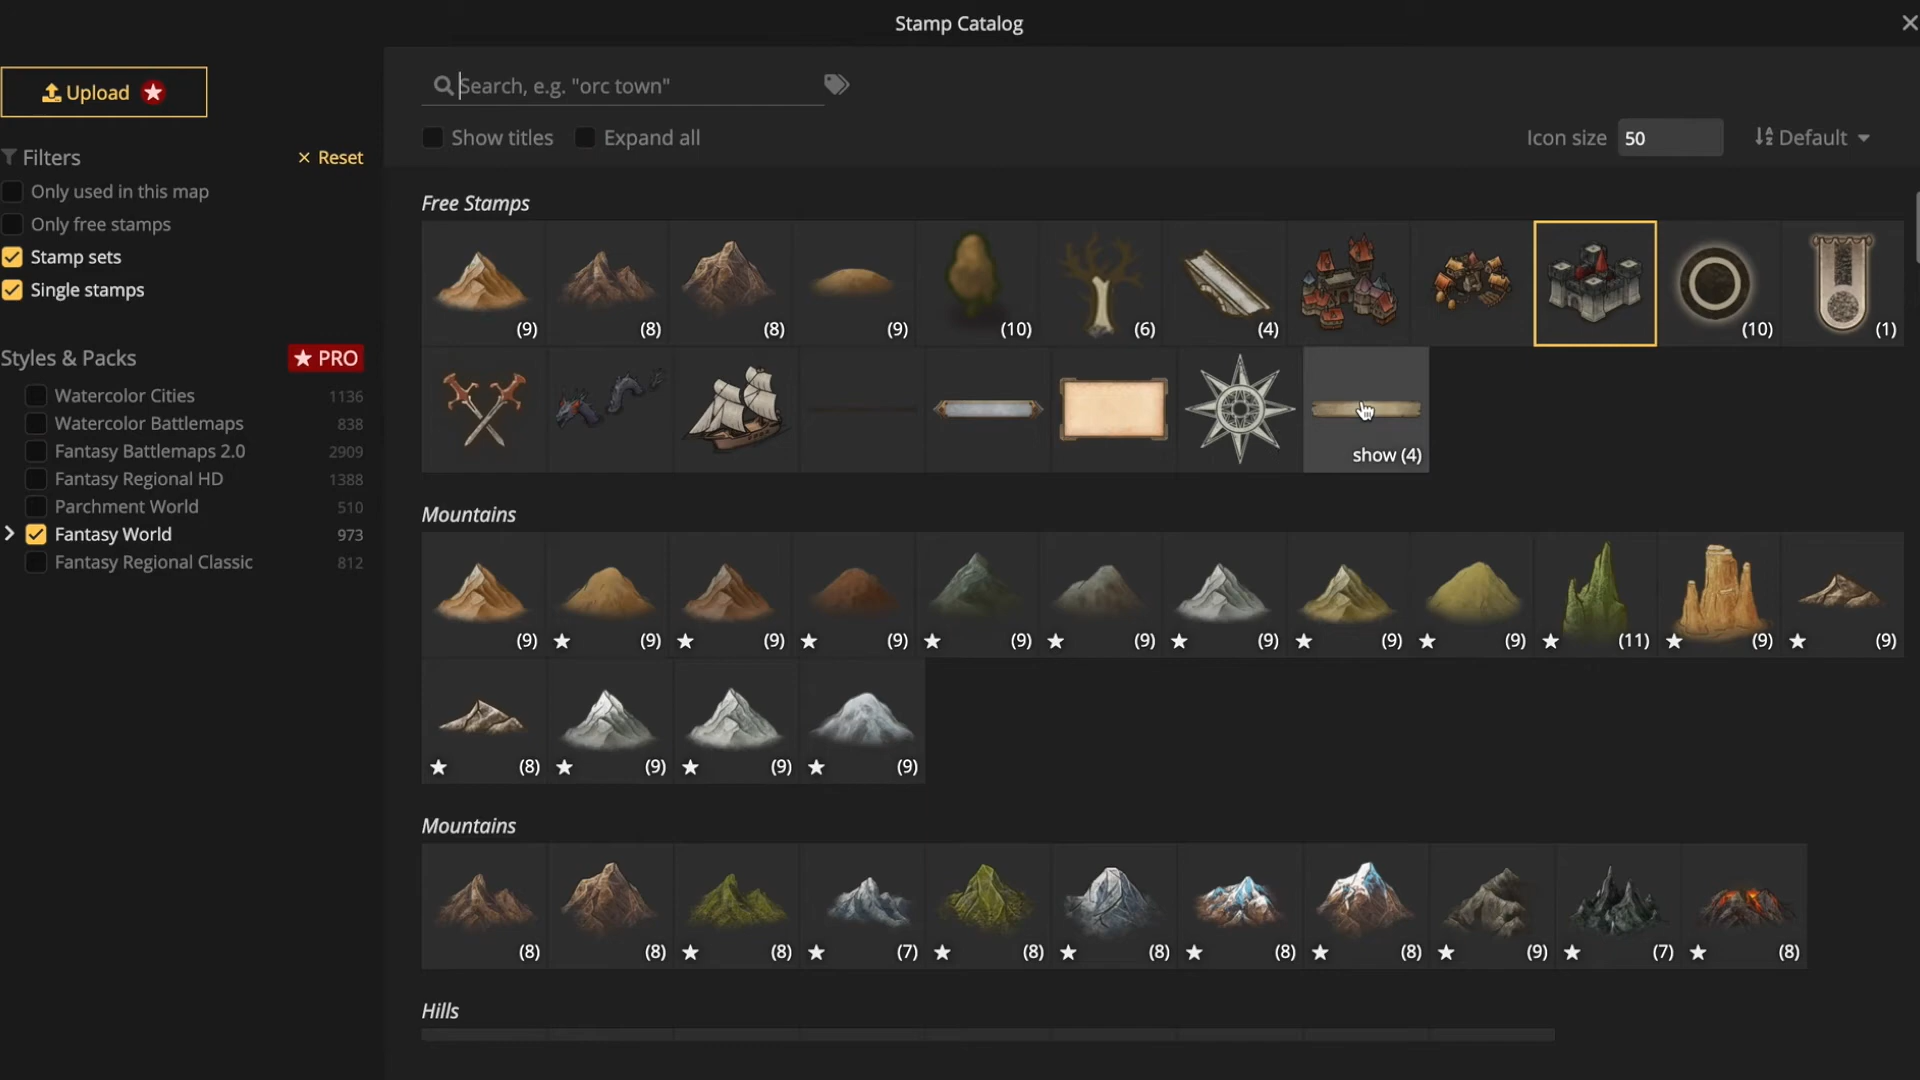 Stamp Catalog
Upload
Search, e.g. "orc town"
Show titles
Expand all
Icon size 50
Default
Filters
Reset
Only used in this map
Only free stamps
Stamp sets
Single stamps
Styles & Packs
PRO
Watercolor Cities 1136
Watercolor Battlemaps 838
Fantasy Battlemaps 2.0 2909
Fantasy Regional HD 1388
Parchment World 510
Fantasy World 973
Fantasy Regional Classic 812
Free Stamps
(9) (8) (8) (9) (10) (6) (4) (10) (1)
show (4)
Mountains
(9) (9) (9) (9) (9) (9) (9) (9) (9) (11) (9) (9)
(8) (9) (9) (9)
Mountains
(8) (8) (8) (7) (8) (8) (8) (8) (9) (7) (8)
Hills